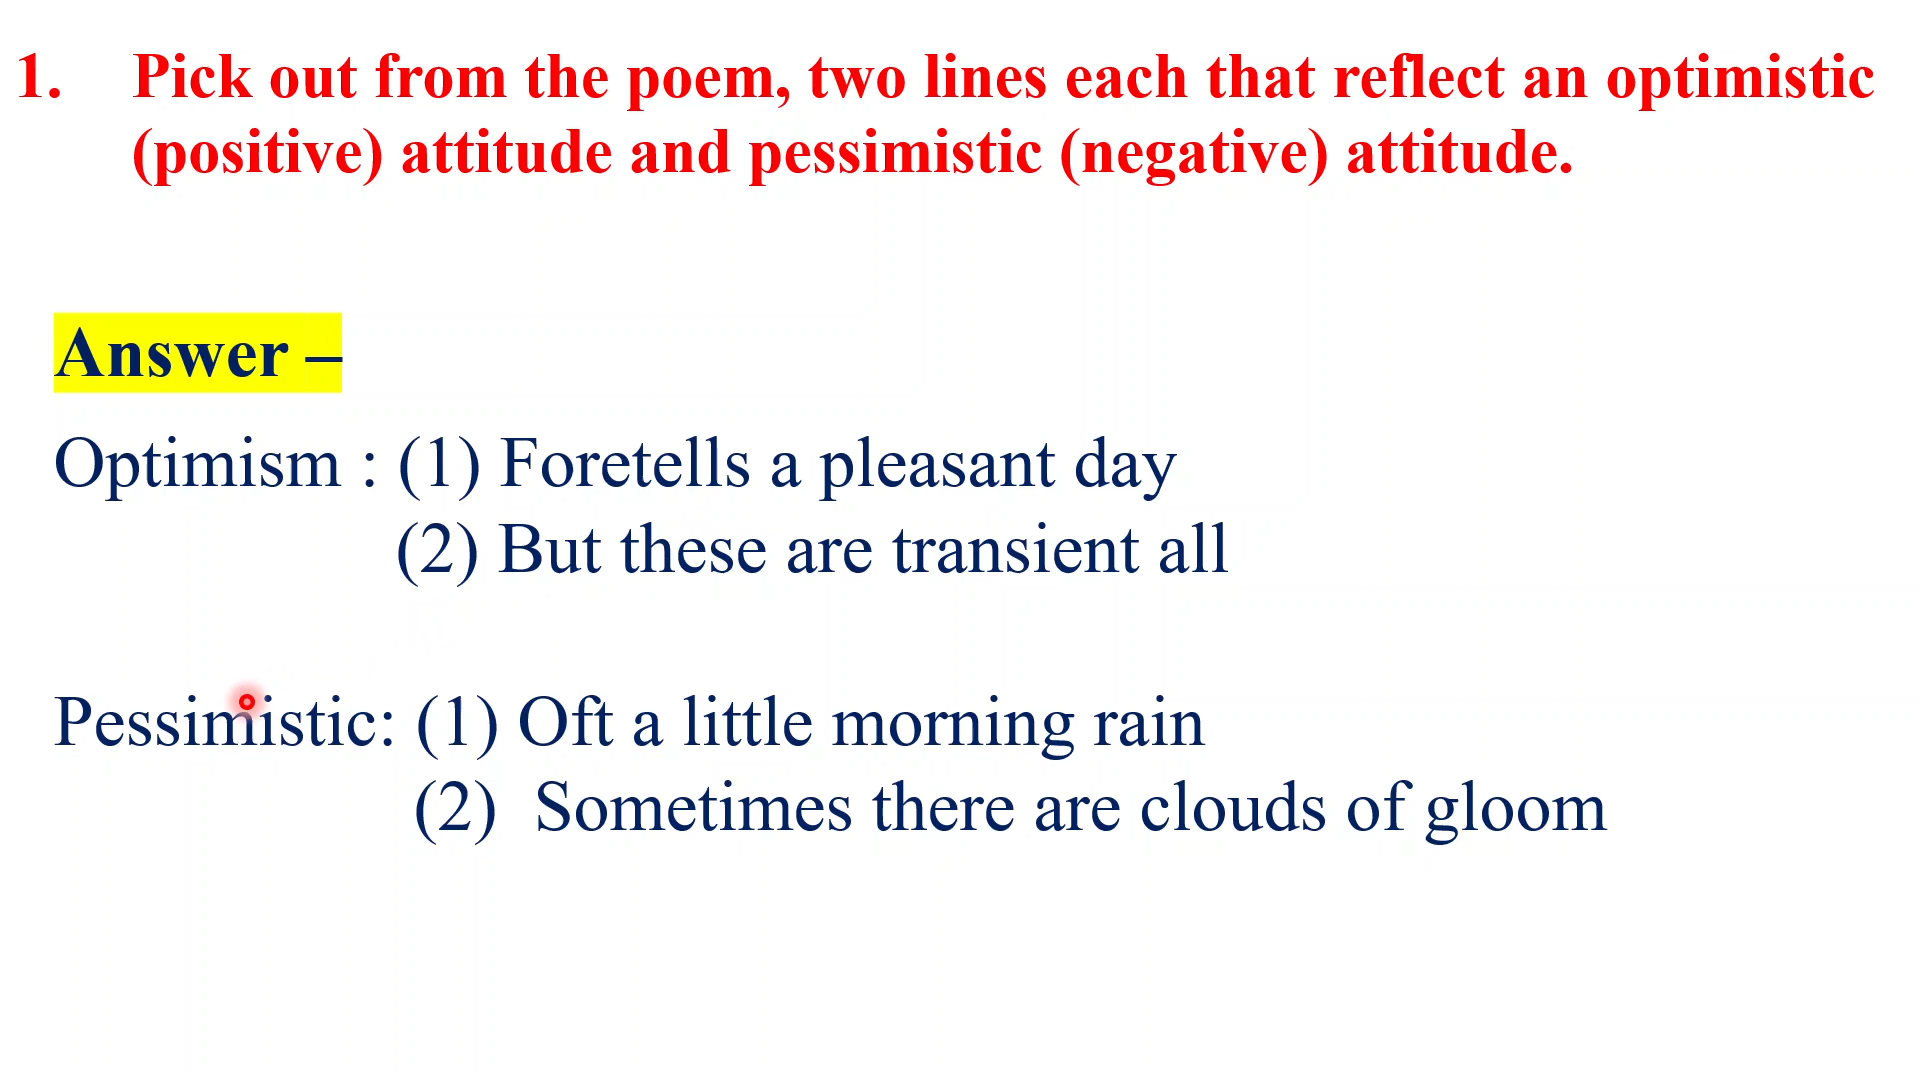 1. Pick out from the poem, two lines each that reflect an optimistic
(positive) attitude and pessimistic (negative) attitude.
Answer –
Optimism : (1) Foretells a pleasant day
(2) But these are transient all
Pessimistic: (1) Oft a little morning rain
(2) Sometimes there are clouds of gloom